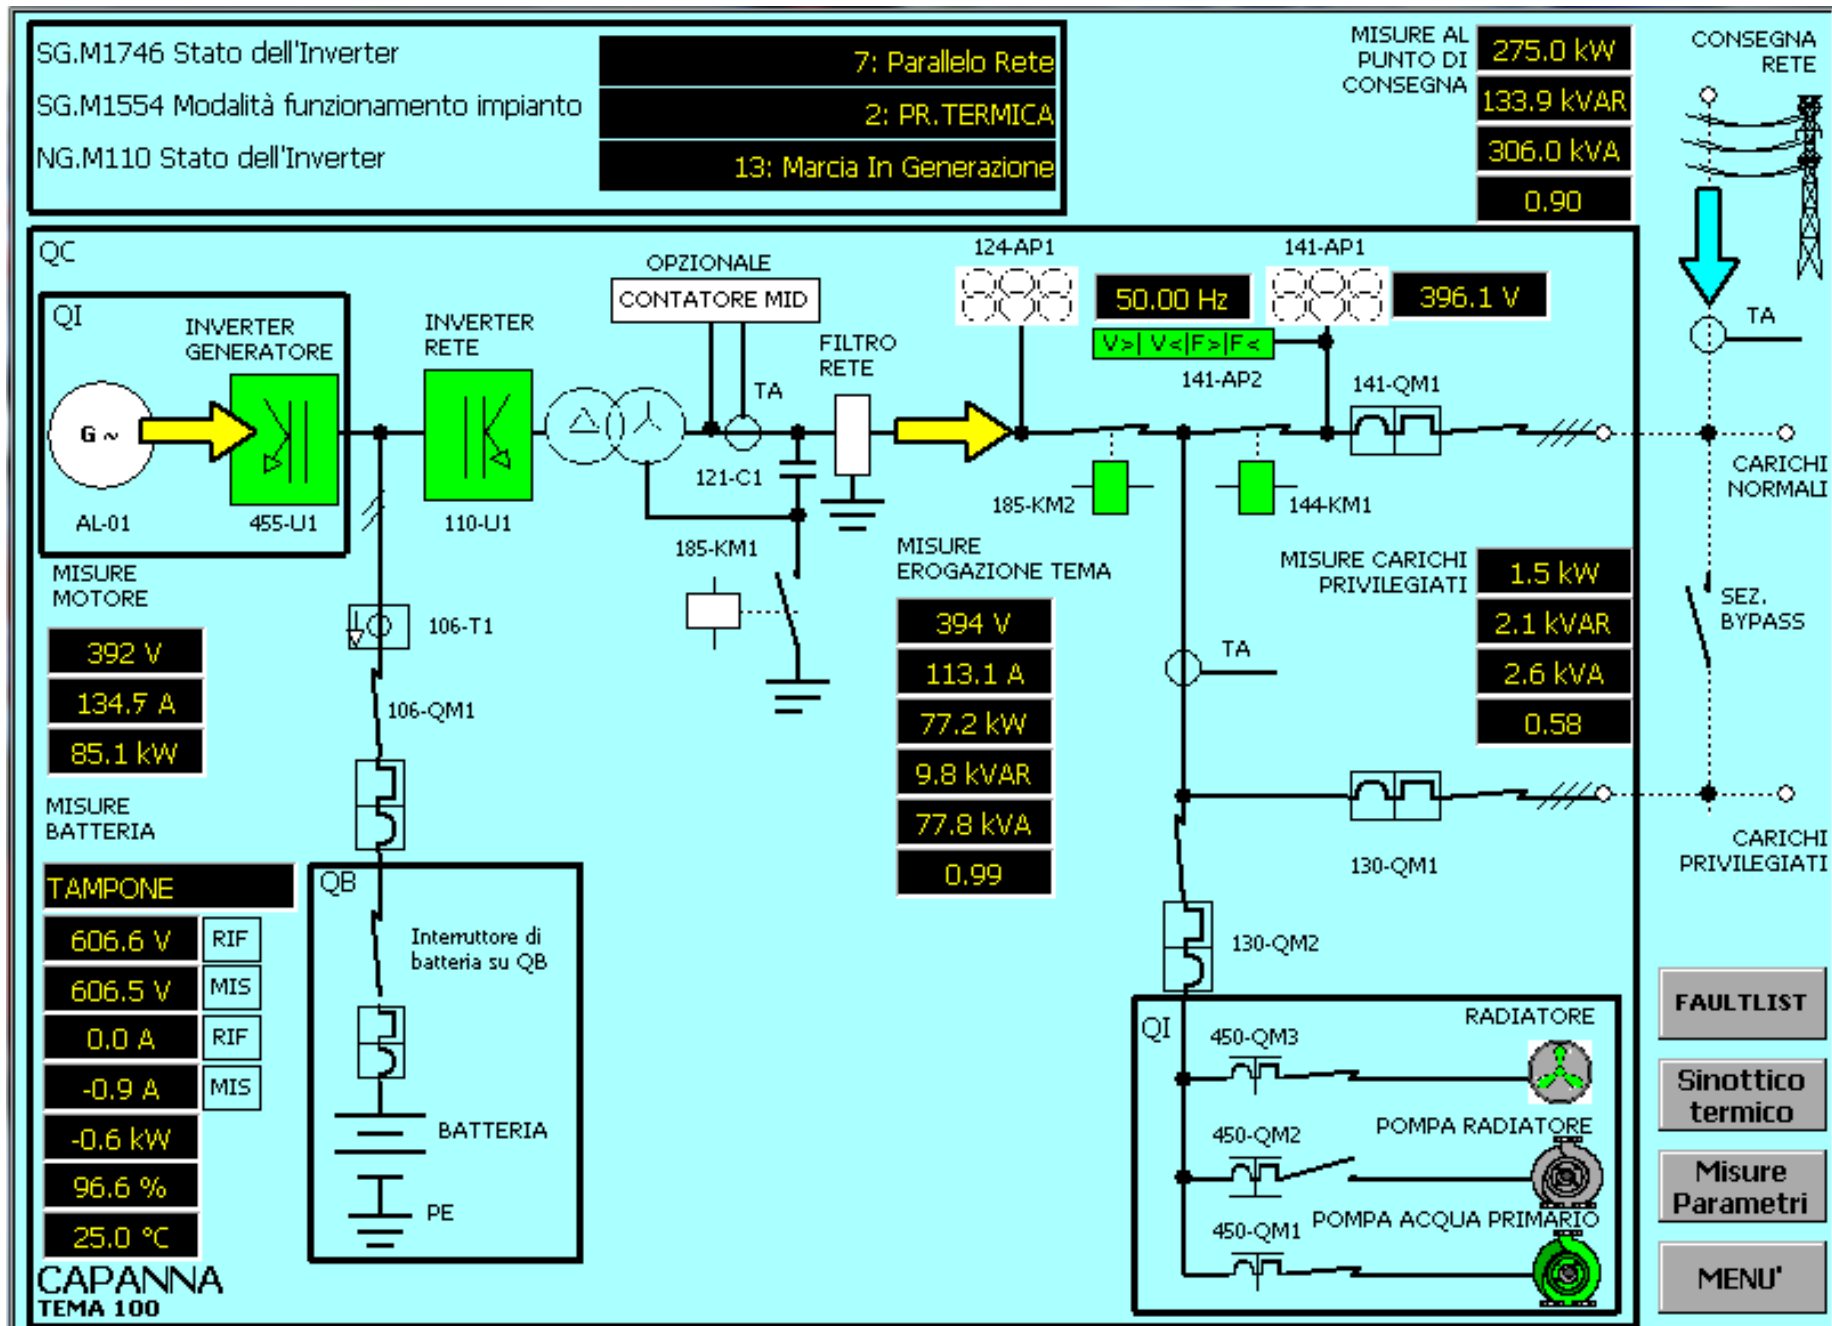 SG.M1746 Stato dell'Inverter
7: Parallelo Rete
SG.M1554 Modalità funzionamento impianto
2: PR.TERMICA
NG.M110 Stato dell'Inverter
13: Marcia In Generazione
MISURE AL
PUNTO DI
CONSEGNA
275.0 kW
133.9 kVAR
306.0 kVA
0.90
CONSEGNA
RETE
TA
QC
QI
INVERTER
GENERATORE
G ~
AL-01
455-U1
INVERTER
RETE
110-U1
OPZIONALE
CONTATORE MID
TA
121-C1
FILTRO
RETE
124-AP1
50.00 Hz
V>| V<|F>|F<
141-AP2
141-AP1
396.1 V
141-QM1
185-KM2
144-KM1
CARICHI
NORMALI
185-KM1
MISURE
MOTORE
392 V
134.7 A
85.1 kW
106-T1
106-QM1
MISURE
EROGAZIONE TEMA
394 V
113.1 A
77.2 kW
9.8 kVAR
77.8 kVA
0.99
MISURE CARICHI
PRIVILEGIATI
1.5 kW
2.1 kVAR
2.6 kVA
0.58
TA
SEZ.
BYPASS
130-QM1
CARICHI
PRIVILEGIATI
130-QM2
MISURE
BATTERIA
TAMPONE
606.6 V
RIF
606.5 V
MIS
0.0 A
RIF
-0.9 A
MIS
-0.6 kW
96.6 %
25.0 °C
QB
Interruttore di
batteria su QB
BATTERIA
PE
QI
RADIATORE
450-QM3
POMPA RADIATORE
450-QM2
POMPA ACQUA PRIMARIO
450-QM1
FAULTLIST
Sinottico
termico
Misure
Parametri
MENU'
CAPANNA
TEMA 100